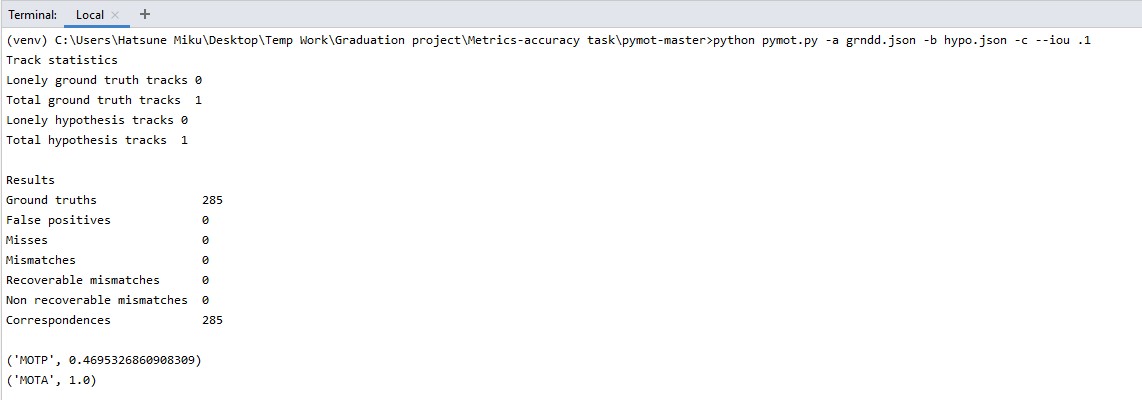 Terminal: Local × +
(venv) C:\Users\Hatsune Miku\Desktop\Temp Work\Graduation project\Metrics-accuracy task\pymot-master>python pymot.py -a grndd.json -b hypo.json -c --iou .1
Track statistics
Lonely ground truth tracks 0
Total ground truth tracks  1
Lonely hypothesis tracks 0
Total hypothesis tracks  1

Results
Ground truths               285
False positives             0
Misses                      0
Mismatches                  0
Recoverable mismatches      0
Non recoverable mismatches  0
Correspondences             285

('MOTP', 0.4695326860908309)
('MOTA', 1.0)